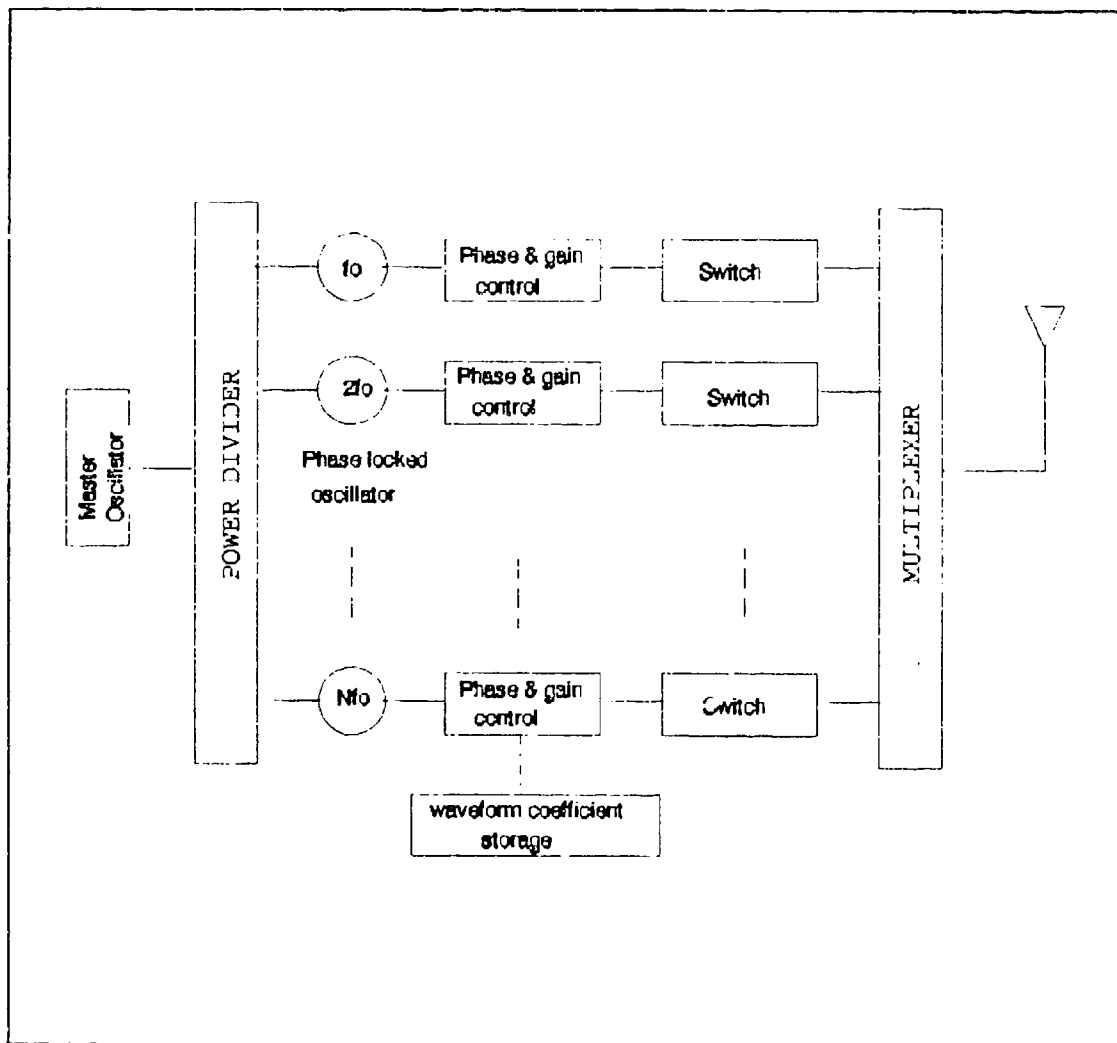 Master
Oscillator
POWER DIVIDER
fo
Phase & gain
control
Switch
2fo
Phase & gain
control
Switch
Phase locked
oscillator
Nfo
Phase & gain
control
Switch
waveform coefficient
storage
MULTIPLEXER